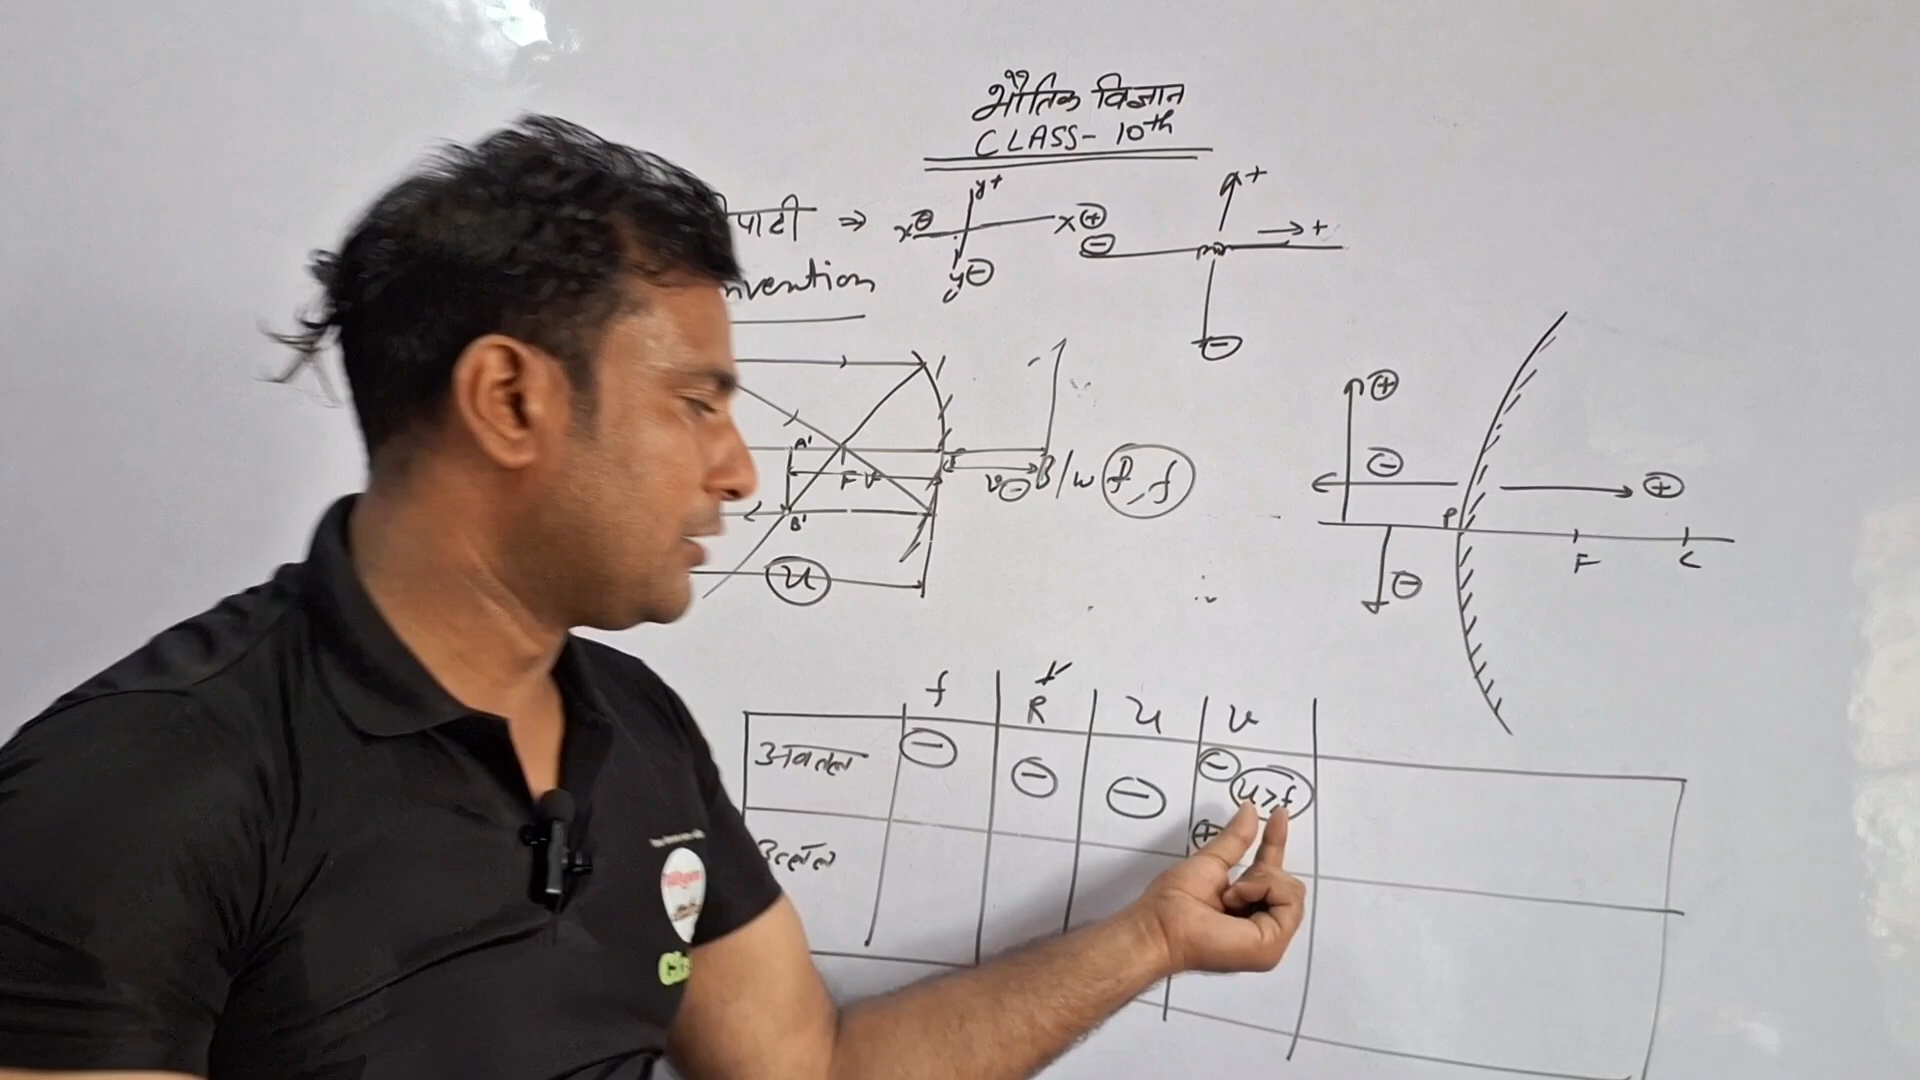 भौतिक विज्ञान
CLASS- 10th
पाटी ⇒ x⊖ y+ x⊕ y⊖
⊖ + → + ⊖
nvention
A' F v B'
v⊖ B/w P, f
u
⊕ ⊖ ⊕ P F C ⊖
f R u v
अवतल ⊖ ⊖ ⊖ ⊖ u>f
⊕
उत्तल